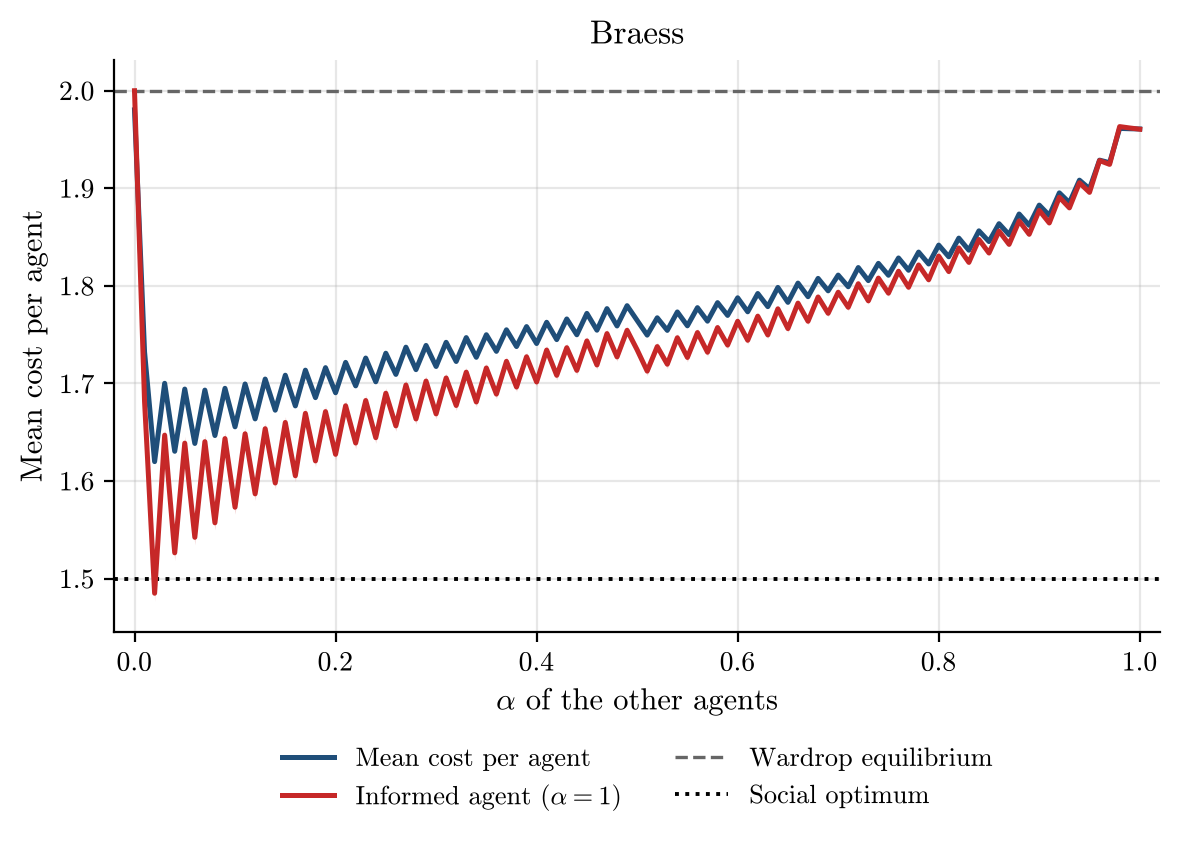 Braess
Mean cost per agent
2.0
1.9
1.8
1.7
1.6
1.5
0.0 0.2 0.4 0.6 0.8 1.0
α of the other agents
Mean cost per agent
Informed agent (α = 1)
Wardrop equilibrium
Social optimum